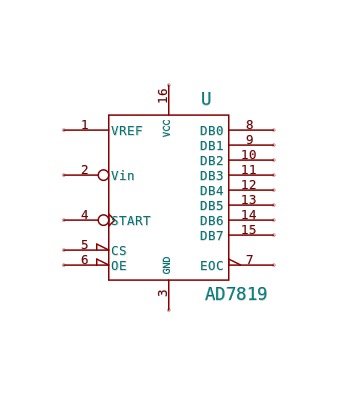 U
16
VCC
1 VREF DB0 8
DB1 9
DB2 10
2 Vin DB3 11
DB4 12
DB5 13
4 START DB6 14
DB7 15
5 CS
6 OE EOC 7
GND
3
AD7819